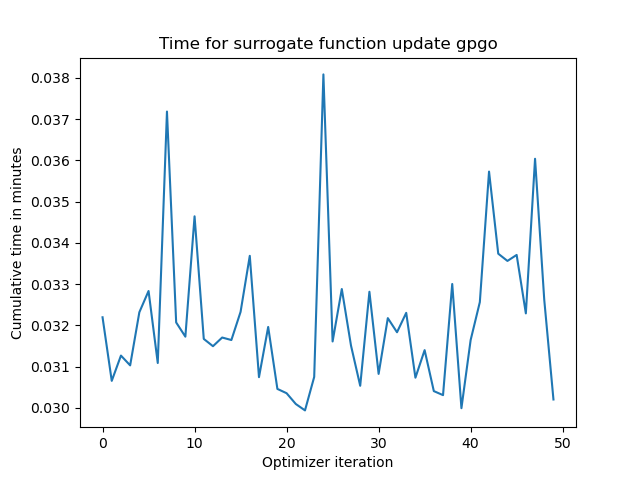 Time for surrogate function update gpgo
Cumulative time in minutes
0.038
0.037
0.036
0.035
0.034
0.033
0.032
0.031
0.030
0 10 20 30 40 50
Optimizer iteration